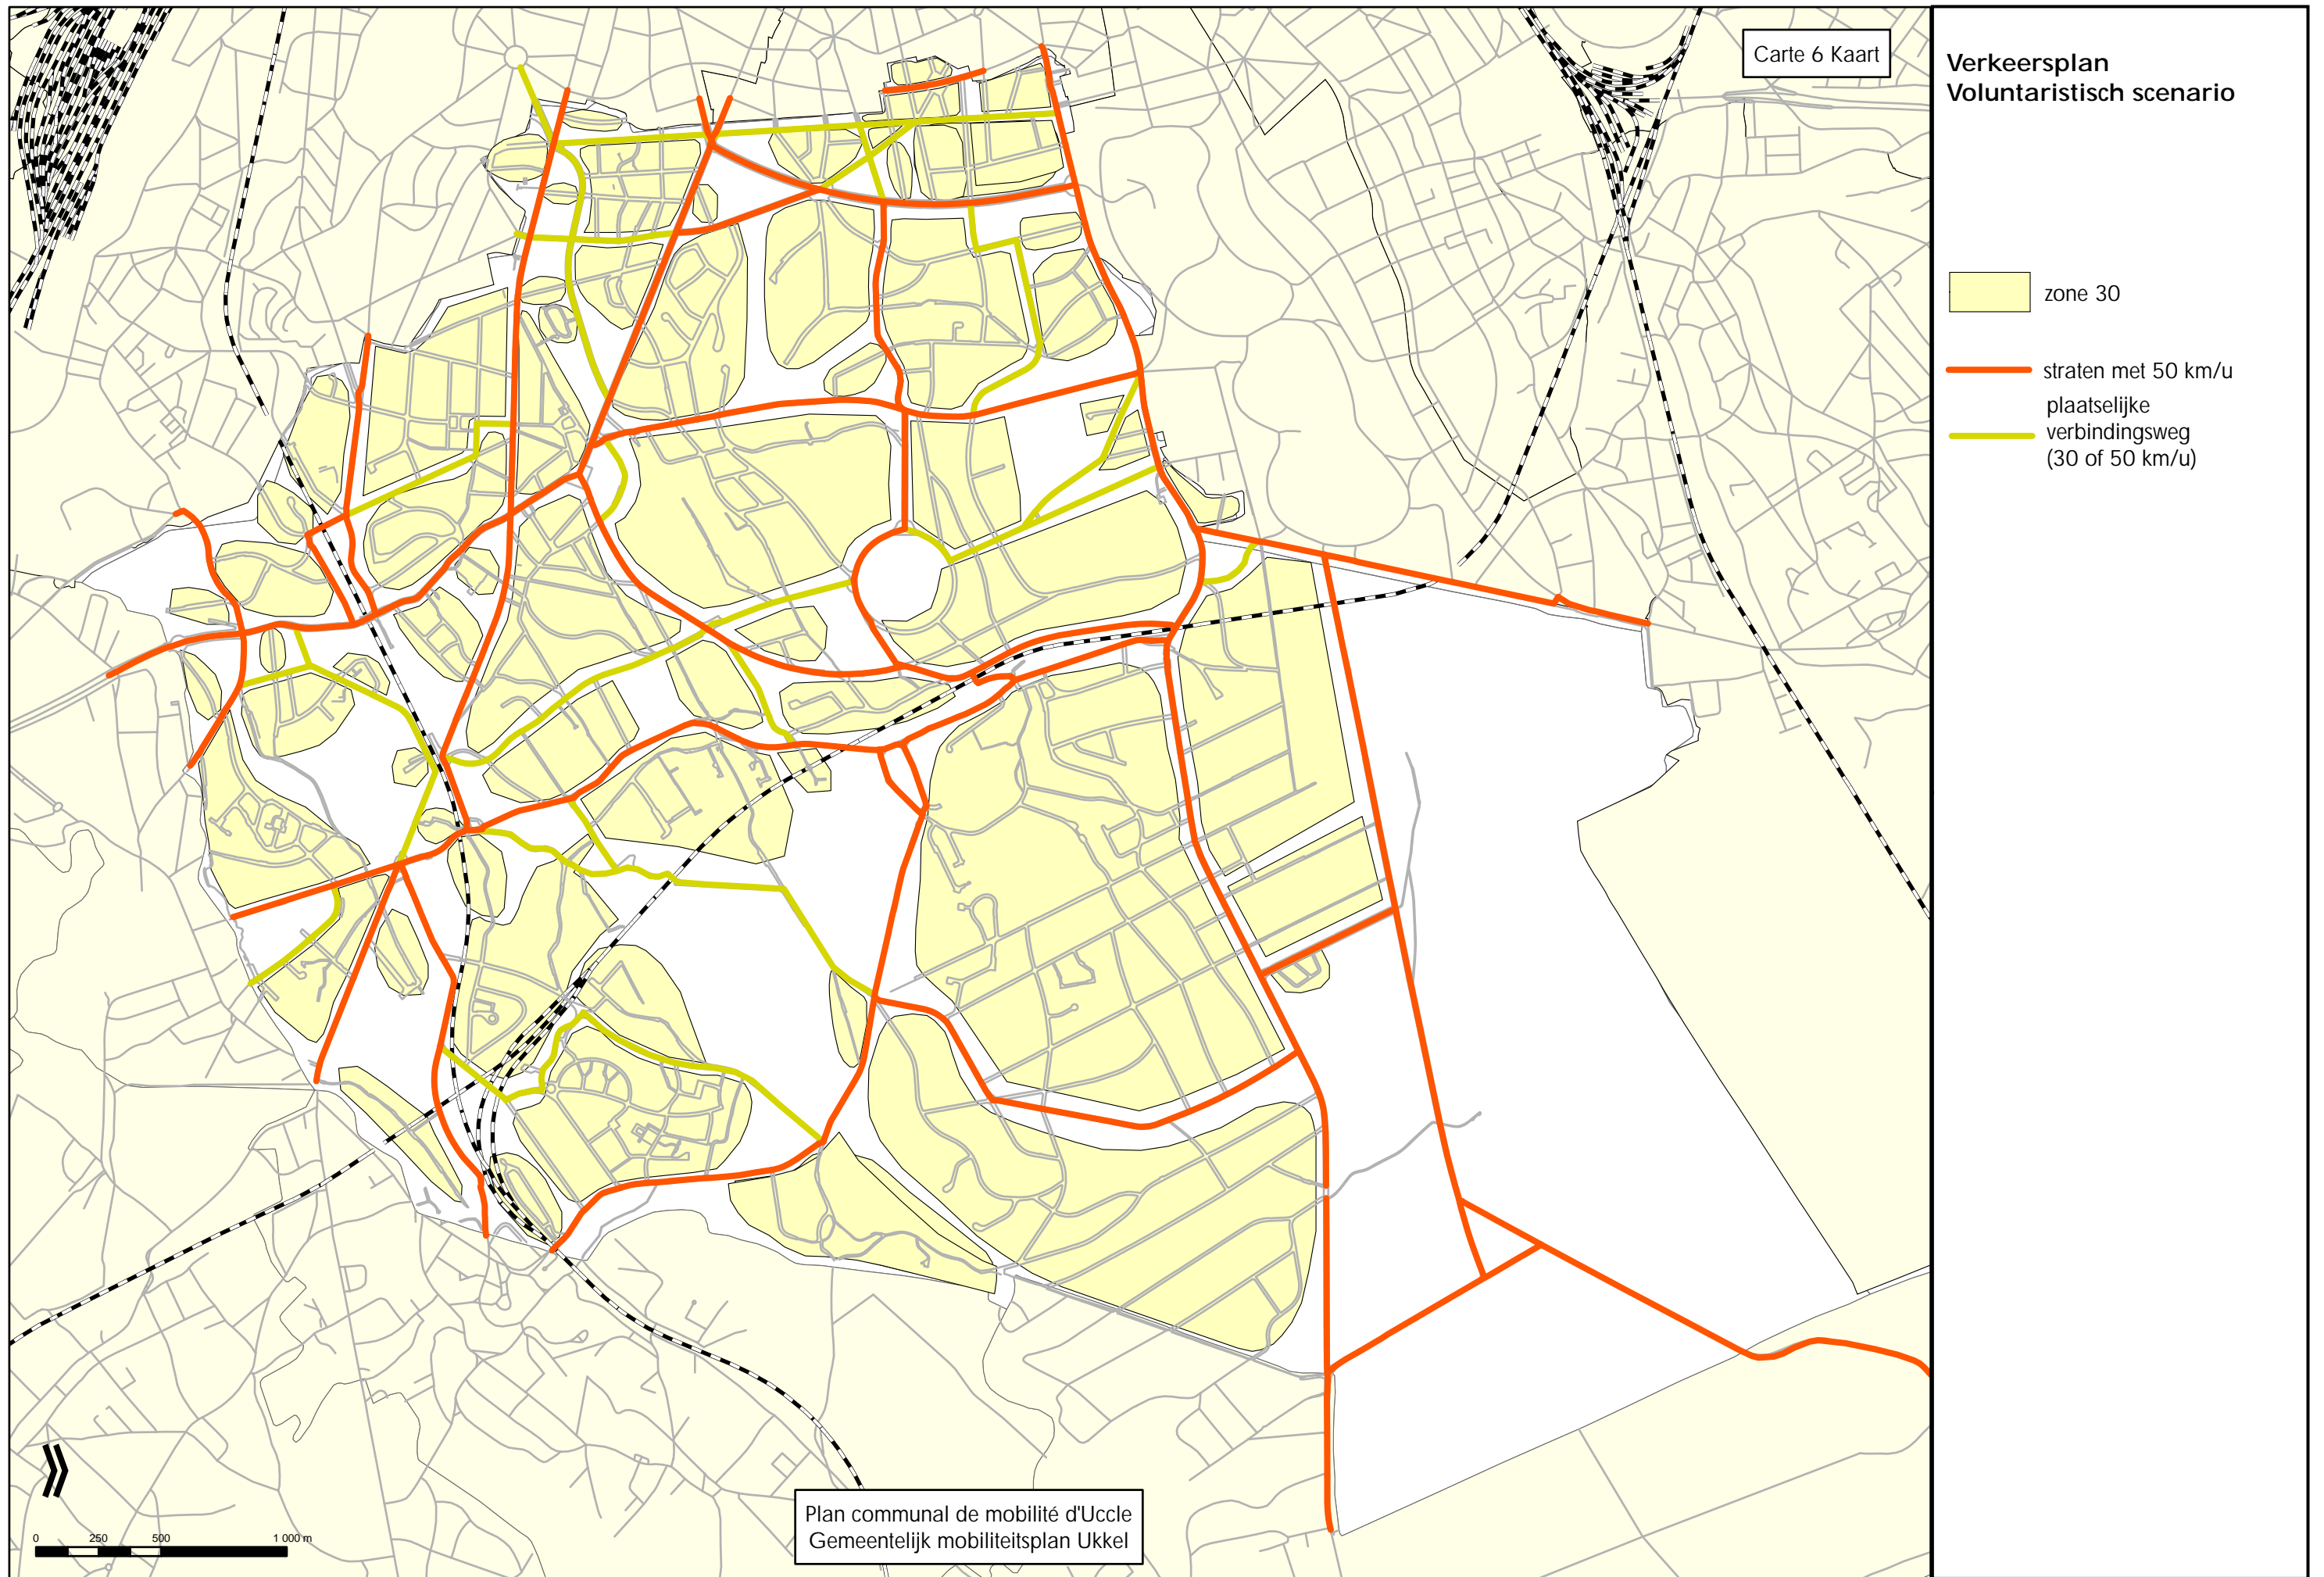 Carte 6 Kaart
Verkeersplan
Voluntaristisch scenario
zone 30
straten met 50 km/u
plaatselijke
verbindingsweg
(30 of 50 km/u)
0 250 500 1 000 m
Plan communal de mobilité d'Uccle
Gemeentelijk mobiliteitsplan Ukkel